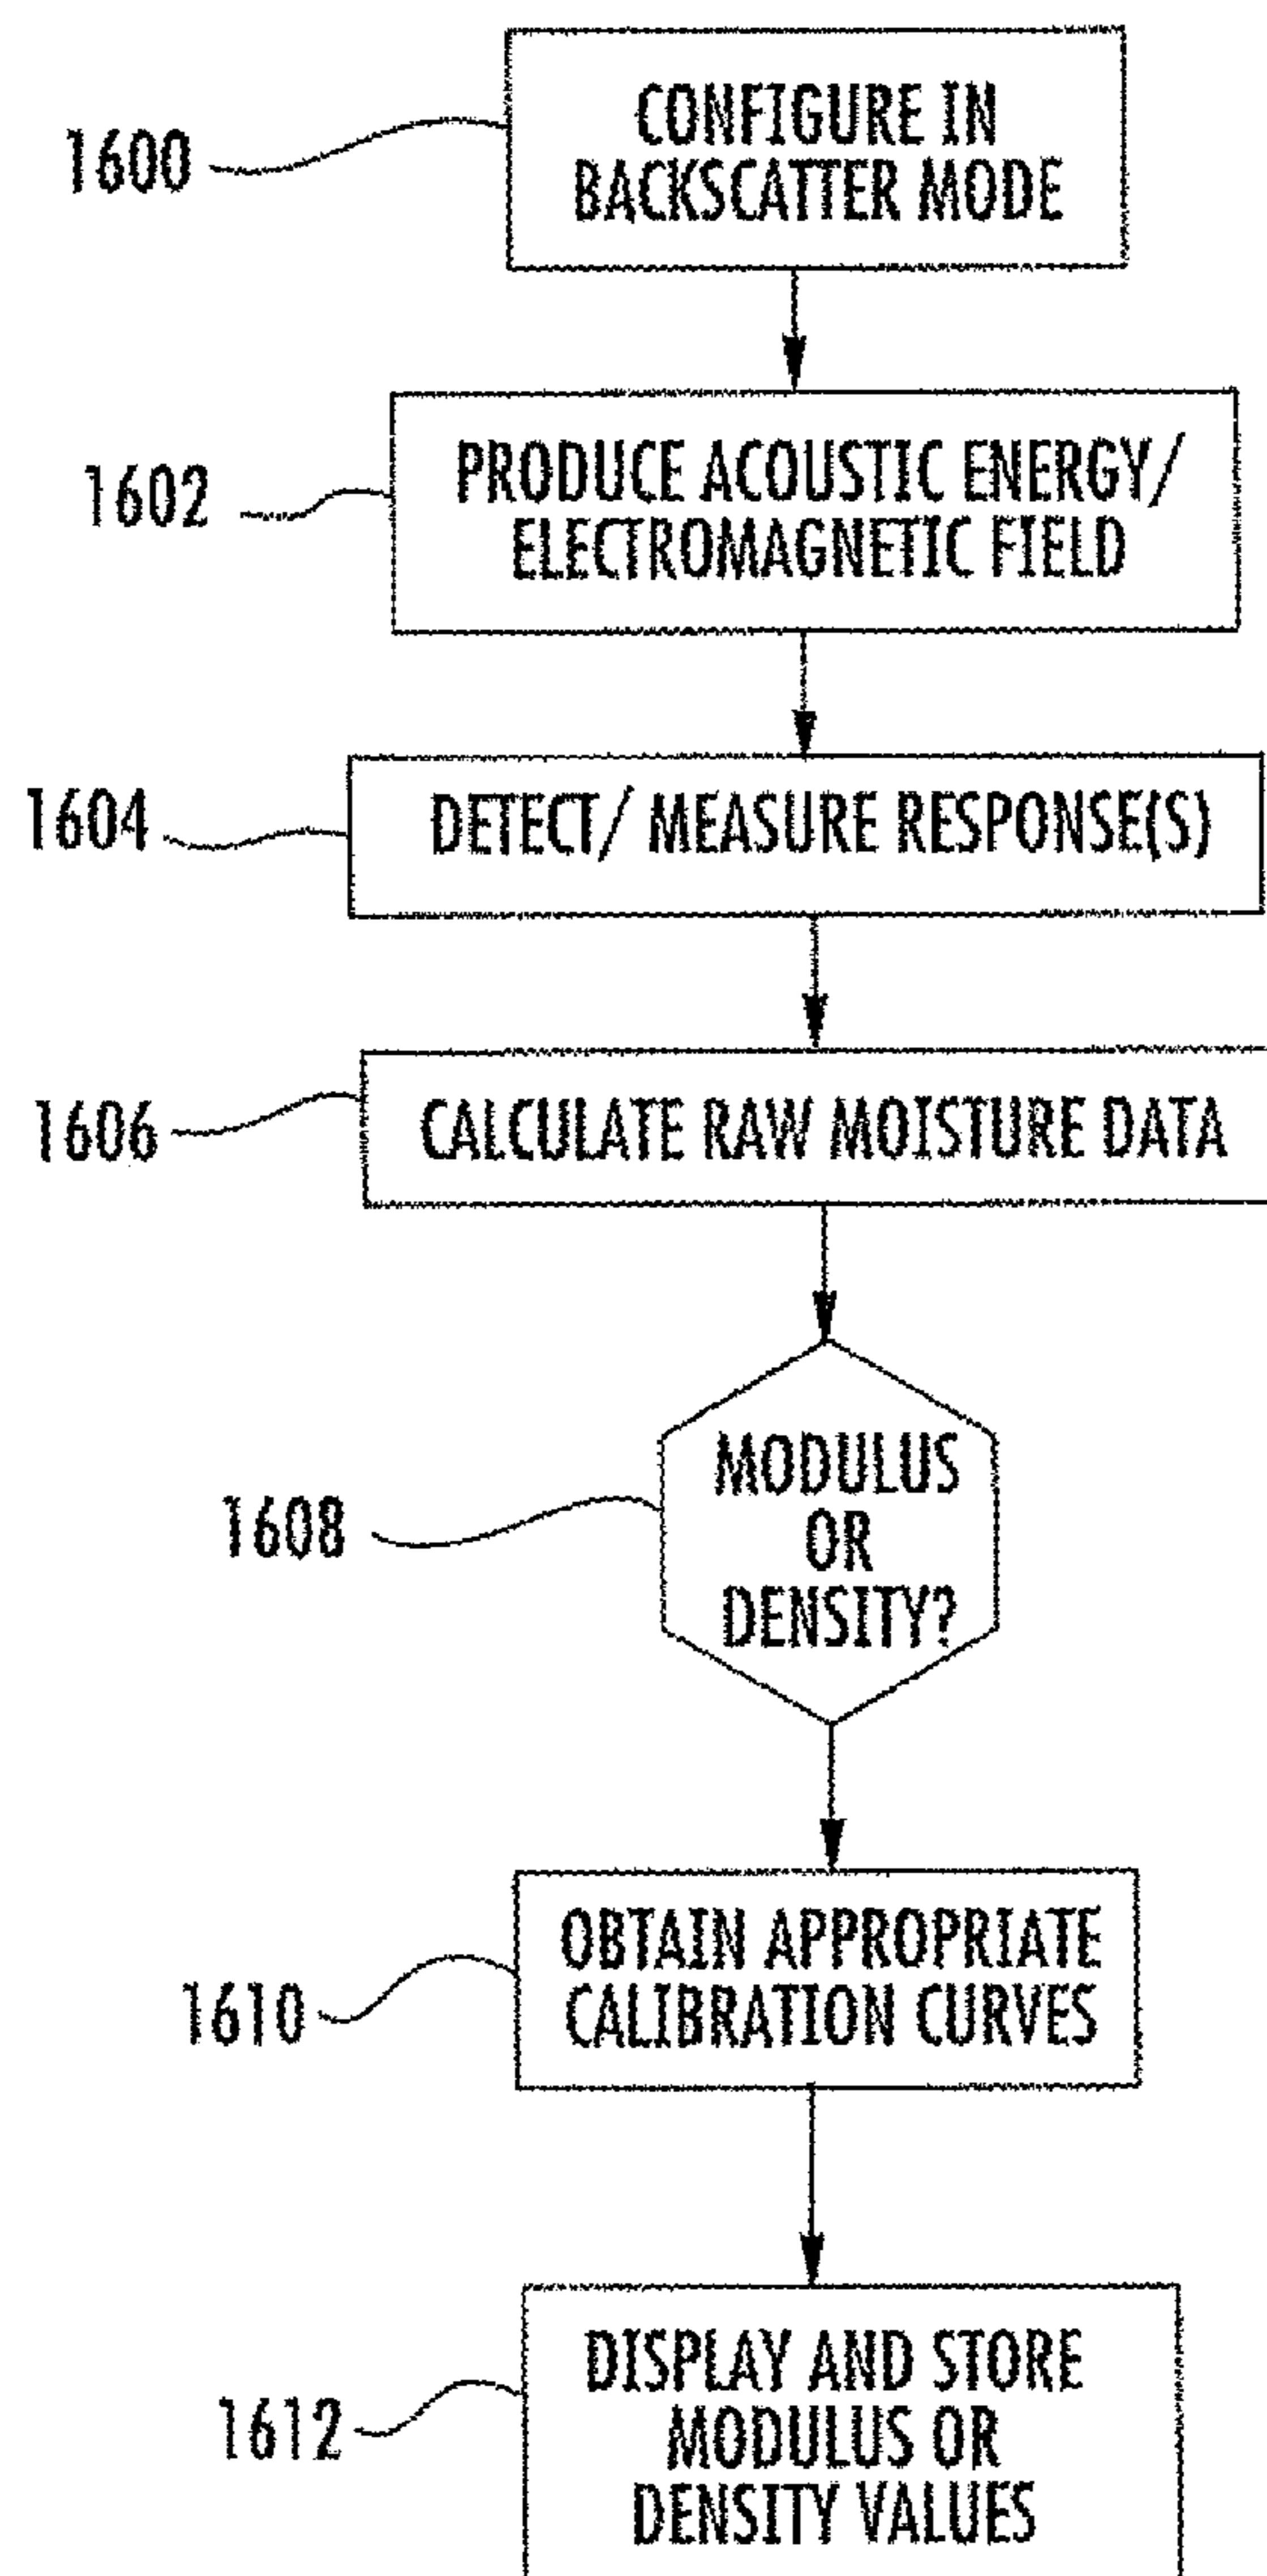 1600
CONFIGURE IN
BACKSCATTER MODE
1602
PRODUCE ACOUSTIC ENERGY/
ELECTROMAGNETIC FIELD
1604
DETECT/ MEASURE RESPONSE(S)
1606
CALCULATE RAW MOISTURE DATA
1608
MODULUS
OR
DENSITY?
1610
OBTAIN APPROPRIATE
CALIBRATION CURVES
1612
DISPLAY AND STORE
MODULUS OR
DENSITY VALUES